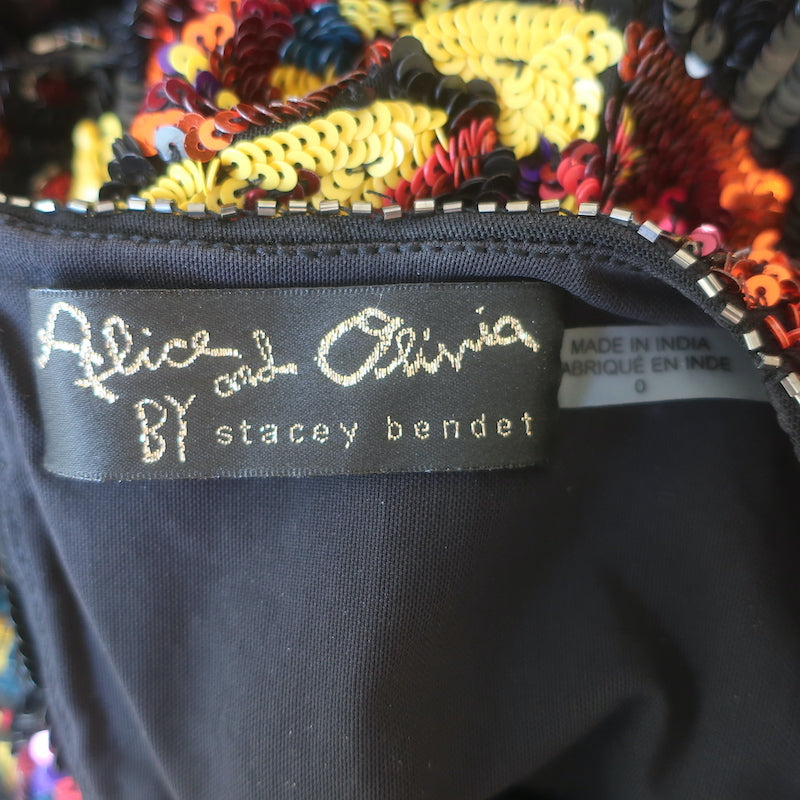 Alice and Olivia
BY stacey bendet
MADE IN INDIA
ABRIQUÉ EN INDE
0